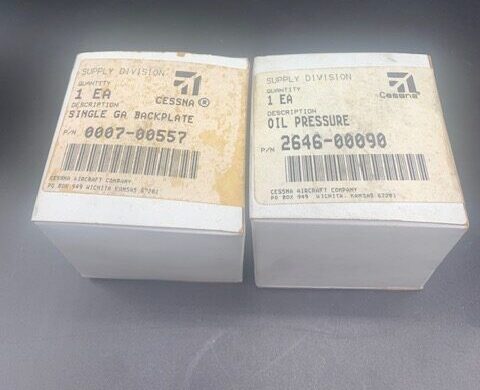 SUPPLY DIVISION
QUANTITY
1 EA
CESSNA ®
DESCRIPTION
SINGLE GA BACKPLATE
P/N 0007-00557
CESSNA AIRCRAFT COMPANY
PO BOX 949 WICHITA, KANSAS 67201
SUPPLY DIVISION
QUANTITY
1 EA
Cessna
DESCRIPTION
OIL PRESSURE
P/N 2646-00090
CESSNA AIRCRAFT COMPANY
PO BOX 949 WICHITA, KANSAS 67201